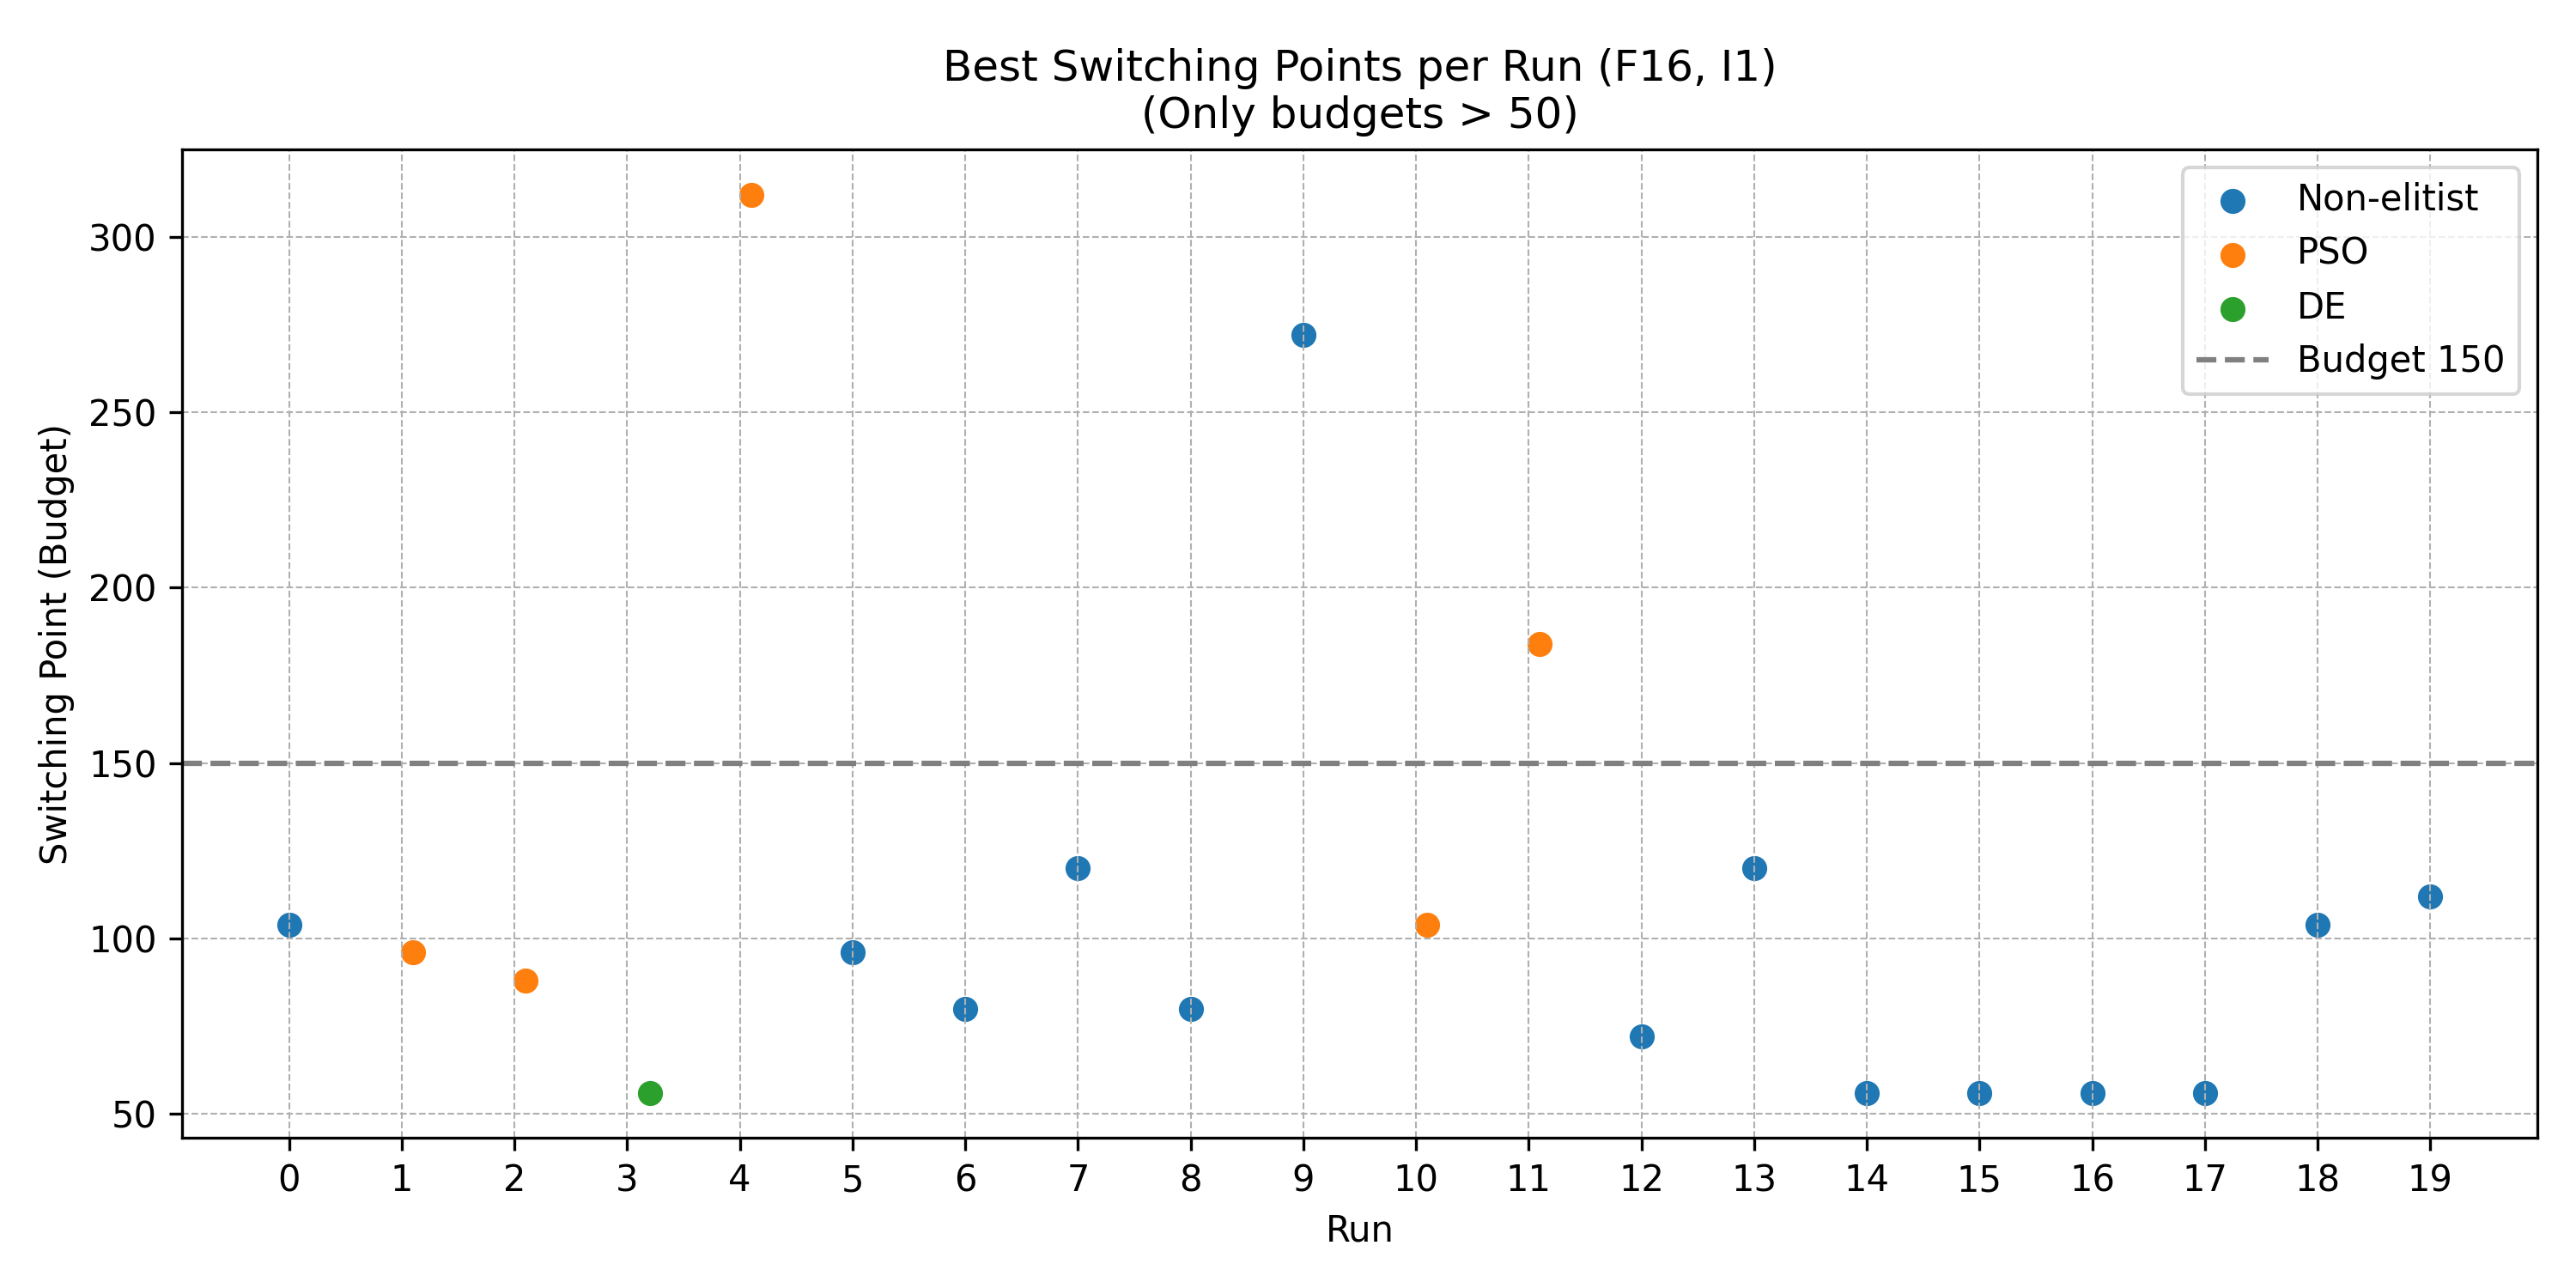 Best Switching Points per Run (F16, I1)
(Only budgets > 50)
Switching Point (Budget)
300
250
200
150
100
50
Non-elitist
PSO
DE
Budget 150
0 1 2 3 4 5 6 7 8 9 10 11 12 13 14 15 16 17 18 19
Run